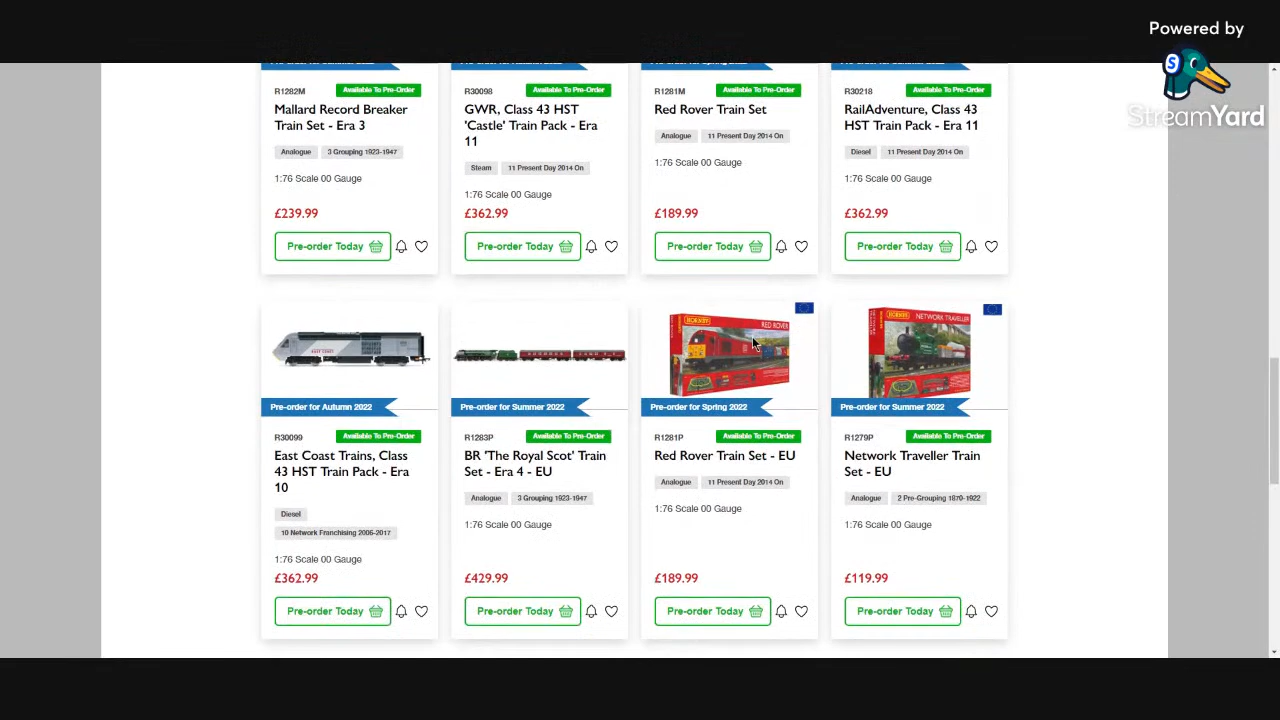 Powered by
StreamYard
R1282M
Available To Pre-Order
Mallard Record Breaker
Train Set - Era 3
Analogue
3 Grouping 1923-1947
1:76 Scale 00 Gauge
£239.99
Pre-order Today
R30098
Available To Pre-Order
GWR, Class 43 HST
'Castle' Train Pack - Era
11
Steam
11 Present Day 2014 On
1:76 Scale 00 Gauge
£362.99
Pre-order Today
R1281M
Available To Pre-Order
Red Rover Train Set
Analogue
11 Present Day 2014 On
1:76 Scale 00 Gauge
£189.99
Pre-order Today
R30218
Available To Pre-Order
RailAdventure, Class 43
HST Train Pack - Era 11
Diesel
11 Present Day 2014 On
1:76 Scale 00 Gauge
£362.99
Pre-order Today
Pre-order for Autumn 2022
R30099
Available To Pre-Order
East Coast Trains, Class
43 HST Train Pack - Era
10
Diesel
10 Network Franchising 2006-2017
1:76 Scale 00 Gauge
£362.99
Pre-order Today
Pre-order for Summer 2022
R1283P
Available To Pre-Order
BR 'The Royal Scot' Train
Set - Era 4 - EU
Analogue
3 Grouping 1923-1947
1:76 Scale 00 Gauge
£429.99
Pre-order Today
HORNBY
RED ROVER
Pre-order for Spring 2022
R1281P
Available To Pre-Order
Red Rover Train Set - EU
Analogue
11 Present Day 2014 On
1:76 Scale 00 Gauge
£189.99
Pre-order Today
HORNBY
NETWORK TRAVELLER
Pre-order for Summer 2022
R1279P
Available To Pre-Order
Network Traveller Train
Set - EU
Analogue
2 Pre-Grouping 1870-1922
1:76 Scale 00 Gauge
£119.99
Pre-order Today